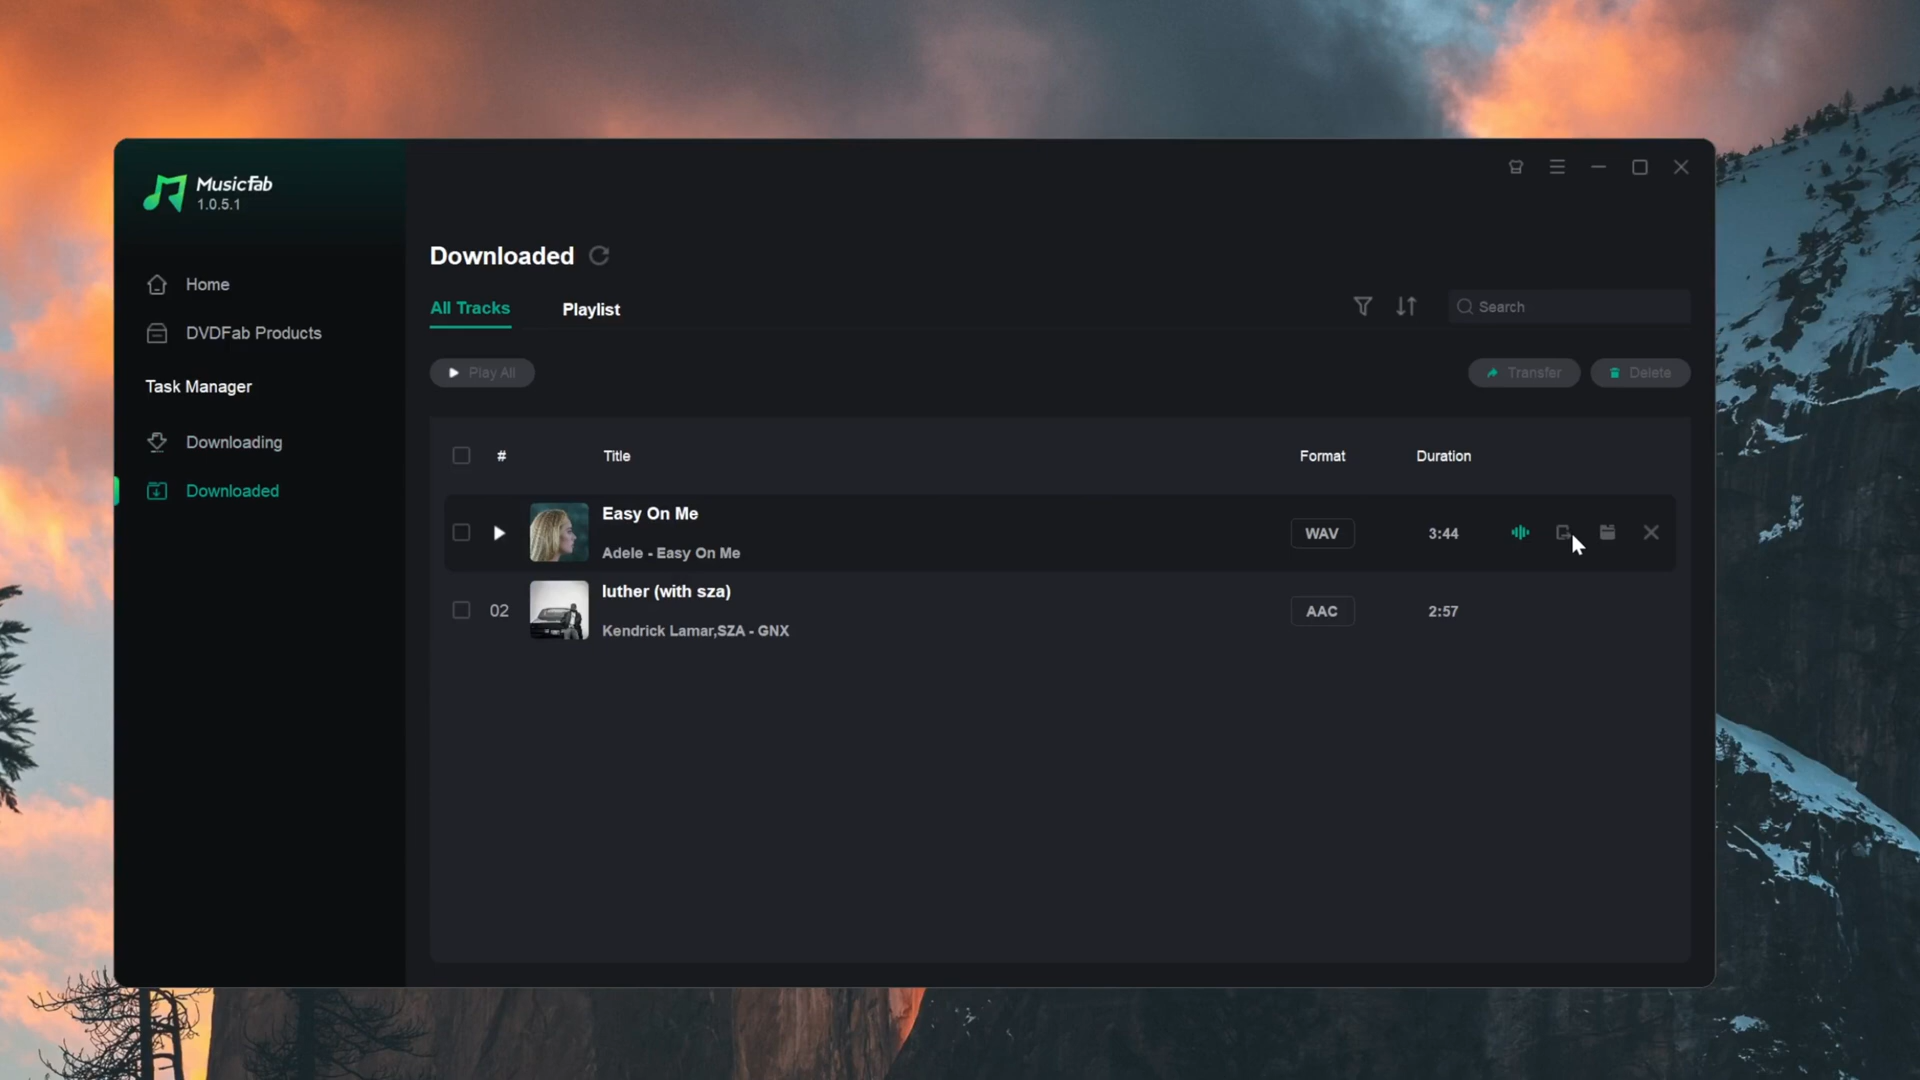 MusicFab
1.0.5.1
Home
DVDFab Products
Task Manager
Downloading
Downloaded
Downloaded
All Tracks
Playlist
Search
Play All
Transfer
Delete
# Title Format Duration
Easy On Me
Adele - Easy On Me
WAV
3:44
02
luther (with sza)
Kendrick Lamar,SZA - GNX
AAC
2:57